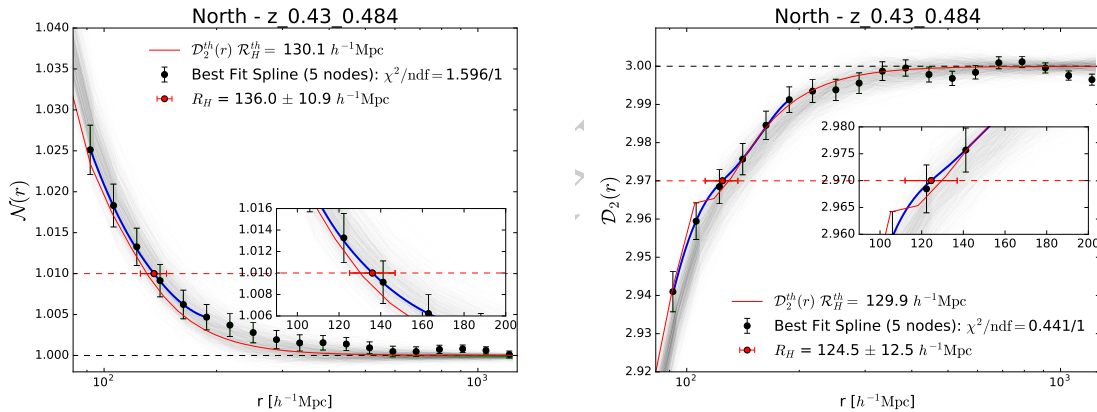 North - z_0.43_0.484
𝒩(r)
1.040
1.035
1.030
1.025
1.020
1.015
1.010
1.005
1.000
𝒟₂ᵗʰ(r) ℛ_Hᵗʰ = 130.1 h⁻¹Mpc
Best Fit Spline (5 nodes): χ²/ndf = 1.596/1
R_H = 136.0 ± 10.9 h⁻¹Mpc
1.016
1.014
1.012
1.010
1.008
1.006
100 120 140 160 180 200
10² 10³
r [h⁻¹Mpc]
North - z_0.43_0.484
𝒟₂(r)
3.00
2.99
2.98
2.97
2.96
2.95
2.94
2.93
2.92
2.980
2.975
2.970
2.965
2.960
100 120 140 160 180 200
𝒟₂ᵗʰ(r) ℛ_Hᵗʰ = 129.9 h⁻¹Mpc
Best Fit Spline (5 nodes): χ²/ndf = 0.441/1
R_H = 124.5 ± 12.5 h⁻¹Mpc
10² 10³
r [h⁻¹Mpc]